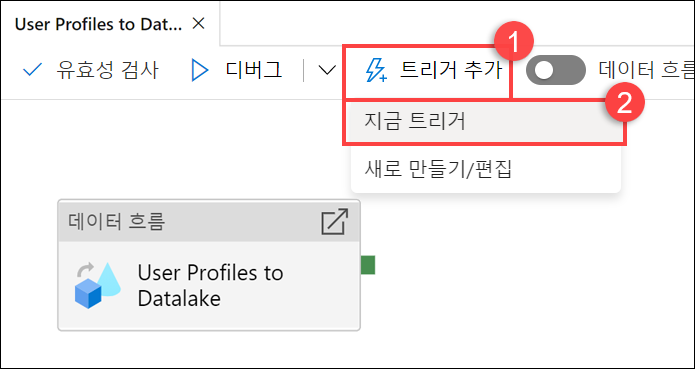 User Profiles to Dat...
유효성 검사
디버그
트리거 추가
1
데이터 흐름
2
지금 트리거
새로 만들기/편집
데이터 흐름
User Profiles to
Datalake